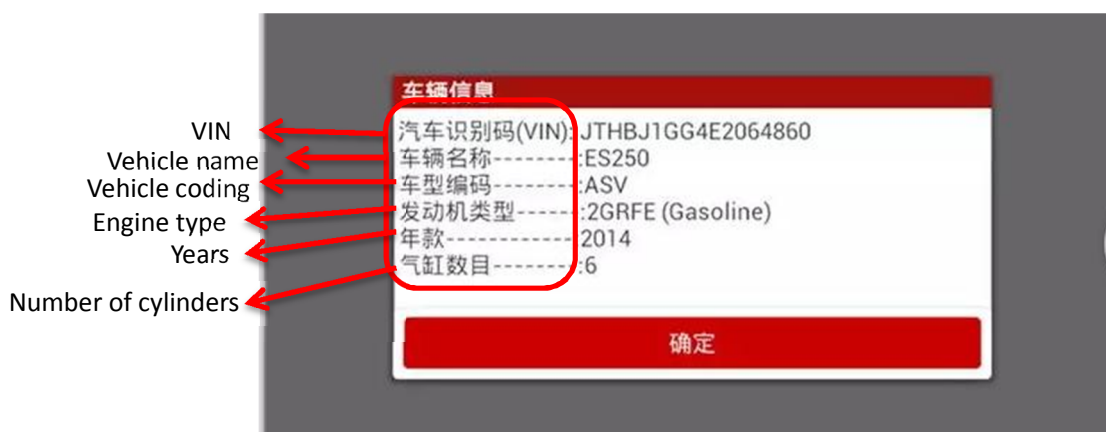 车辆信息
VIN
汽车识别码(VIN):JTHBJ1GG4E2064860
Vehicle name
车辆名称--------:ES250
Vehicle coding
车型编码--------:ASV
Engine type
发动机类型------:2GRFE (Gasoline)
Years
年款------------:2014
Number of cylinders
气缸数目--------:6
确定